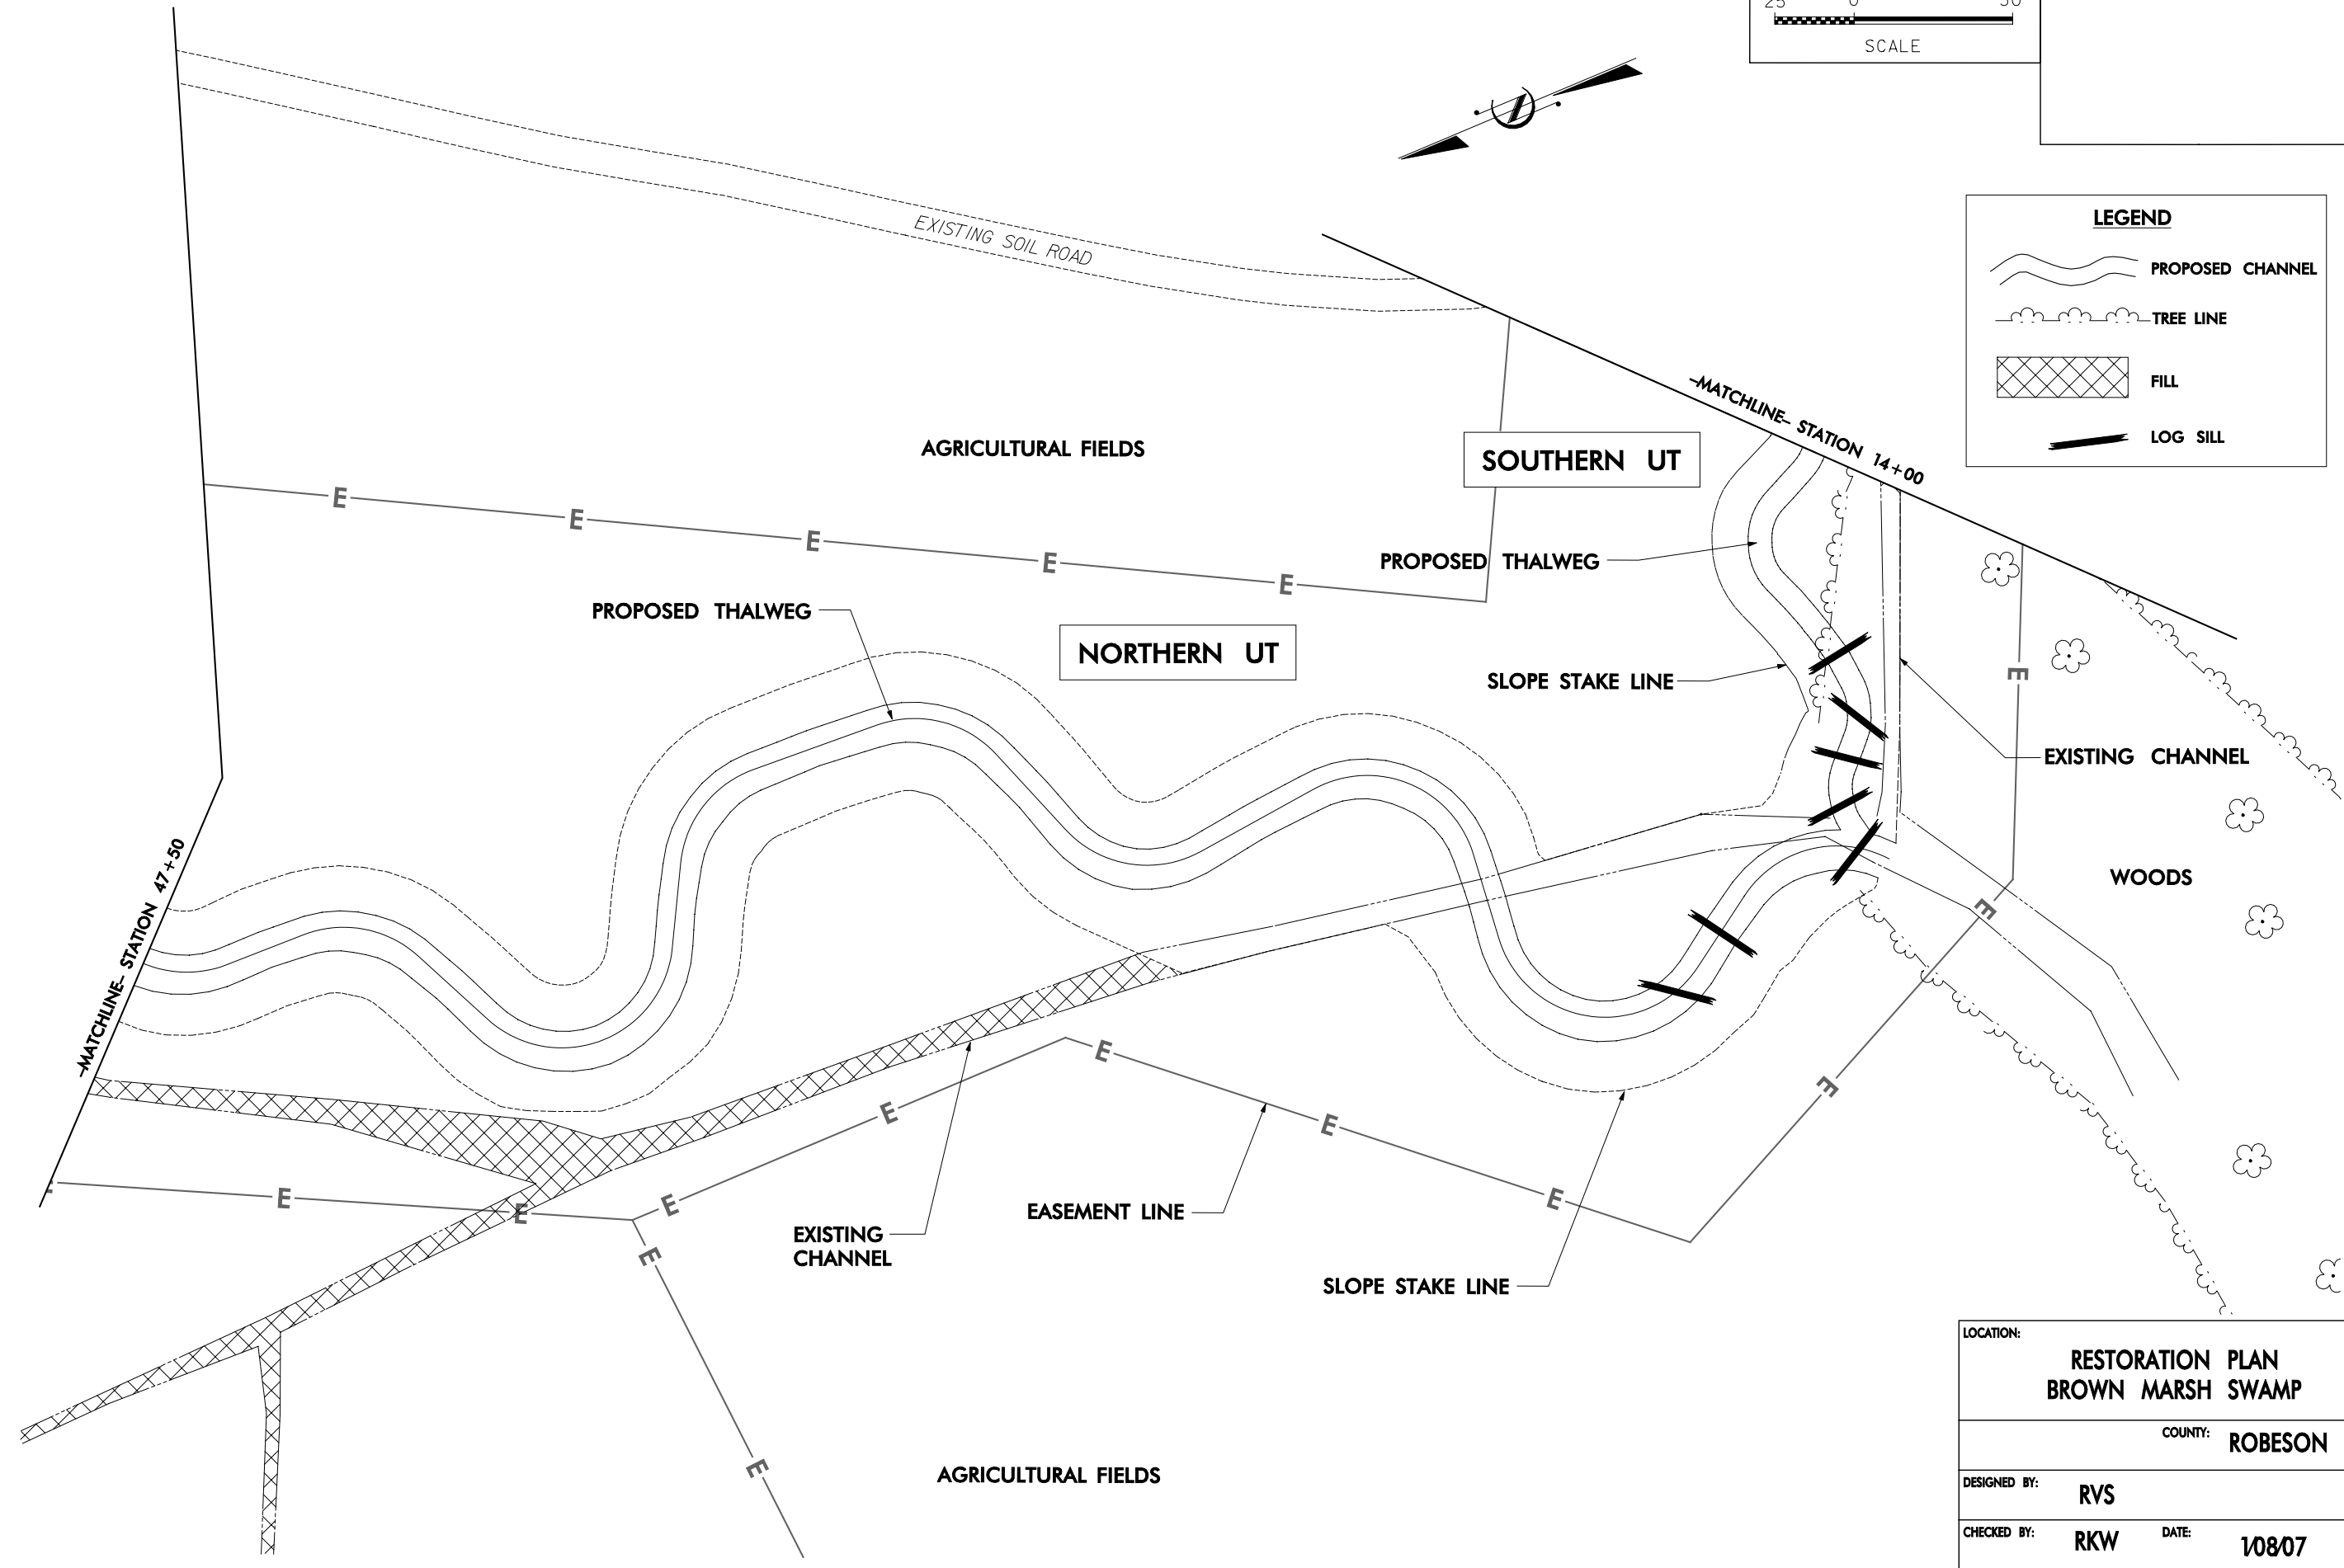 25 0 50
SCALE
LEGEND
PROPOSED CHANNEL
TREE LINE
FILL
LOG SILL
EXISTING SOIL ROAD
MATCHLINE- STATION 14+00
AGRICULTURAL FIELDS
SOUTHERN UT
E
E
E
E
E
PROPOSED THALWEG
PROPOSED THALWEG
NORTHERN UT
SLOPE STAKE LINE
E
EXISTING CHANNEL
WOODS
E
MATCHLINE- STATION 47+50
E
E
E
E
E
E
E
E
E
E
EASEMENT LINE
EXISTING
CHANNEL
SLOPE STAKE LINE
E
AGRICULTURAL FIELDS
LOCATION:
RESTORATION PLAN
BROWN MARSH SWAMP
COUNTY: ROBESON
DESIGNED BY: RVS
CHECKED BY: RKW DATE: 1/08/07